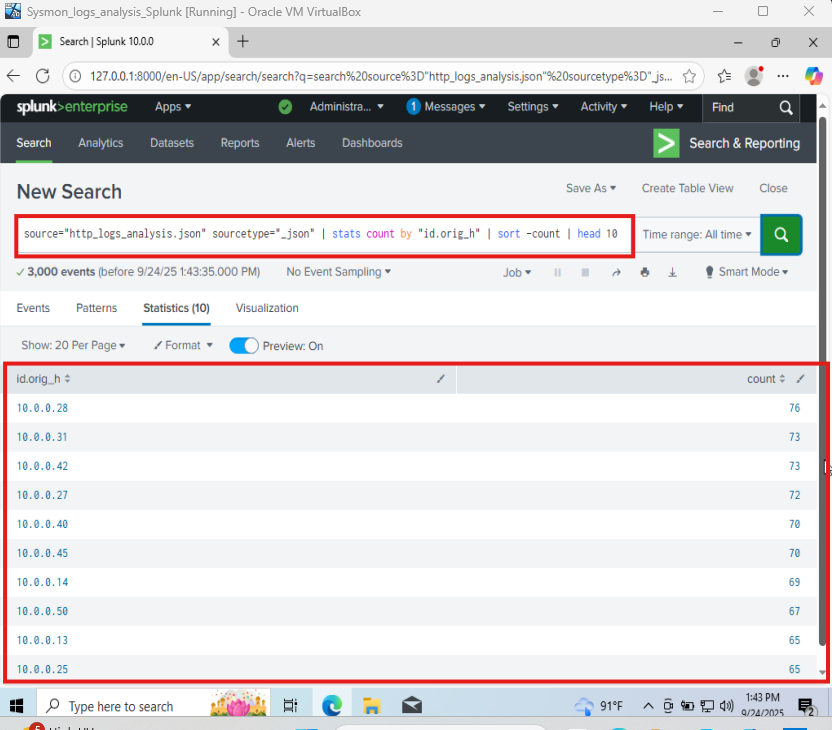 Sysmon_logs_analysis_Splunk [Running] - Oracle VM VirtualBox
Search | Splunk 10.0.0
127.0.0.1:8000/en-US/app/search/search?q=search%20source%3D"http_logs_analysis.json"%20sourcetype%3D"_js...
splunk>enterprise Apps Administra... 1 Messages Settings Activity Help Find
Search Analytics Datasets Reports Alerts Dashboards Search & Reporting
New Search Save As Create Table View Close
source="http_logs_analysis.json" sourcetype="_json" | stats count by "id.orig_h" | sort -count | head 10 Time range: All time
3,000 events (before 9/24/25 1:43:35.000 PM) No Event Sampling Job Smart Mode
Events Patterns Statistics (10) Visualization
Show: 20 Per Page Format Preview: On
id.orig_h count
10.0.0.28 76
10.0.0.31 73
10.0.0.42 73
10.0.0.27 72
10.0.0.40 70
10.0.0.45 70
10.0.0.14 69
10.0.0.50 67
10.0.0.13 65
10.0.0.25 65
Type here to search 91°F 1:43 PM
9/24/2025 2
5